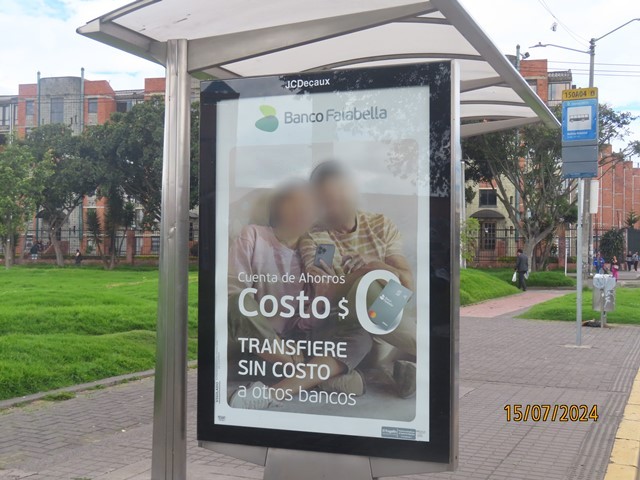 JCDecaux
Banco Falabella
Cuenta de Ahorros
Costo $0
TRANSFIERE
SIN COSTO
a otros bancos
15/07/2024